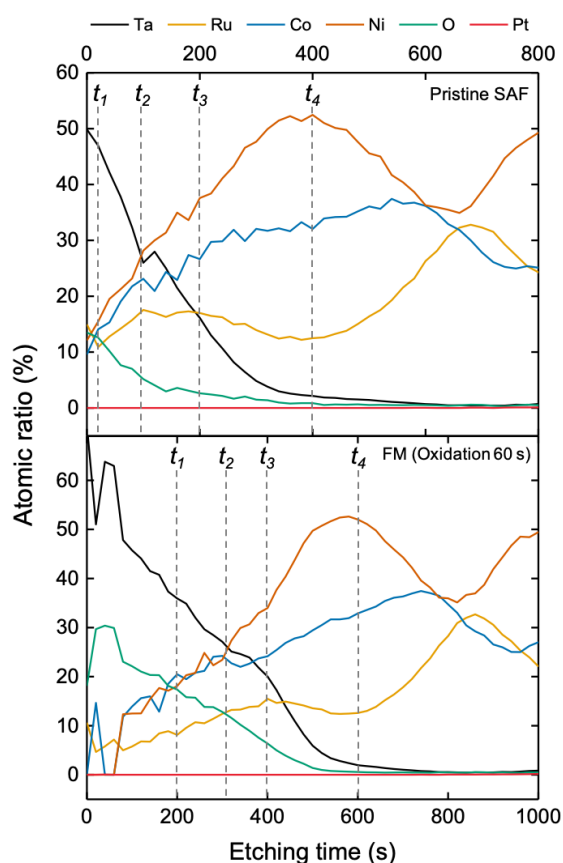 Ta Ru Co Ni O Pt
0 200 400 600 800
60
50
40
30
20
10
0
t1 t2 t3 t4
Pristine SAF
Atomic ratio (%)
60
50
40
30
20
10
0
t1 t2 t3 t4
FM (Oxidation 60 s)
0 200 400 600 800 1000
Etching time (s)